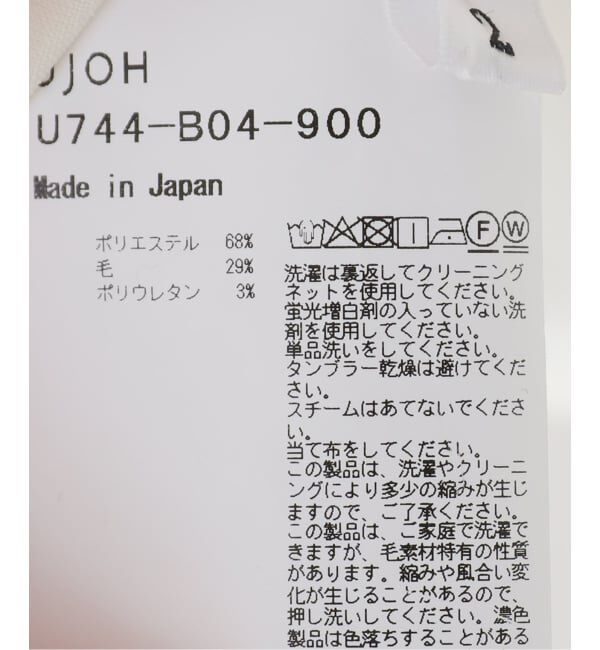 UJOH
2
U744-B04-900
Made in Japan
ポリエステル 68%
毛 29%
ポリウレタン 3%
F W
洗濯は裏返してクリーニング
ネットを使用してください。
蛍光増白剤の入っていない洗
剤を使用してください。
単品洗いをしてください。
タンブラー乾燥は避けてくだ
さい。
スチームはあてないでくださ
い。
当て布をしてください。
この製品は、洗濯やクリーニ
ングにより多少の縮みが生じ
ますので、ご了承ください。
この製品は、ご家庭で洗濯で
きますが、毛素材特有の性質
があります。縮みや風合い変
化が生じることがあるので、
押し洗いしてください。濃色
製品は色落ちすることがある